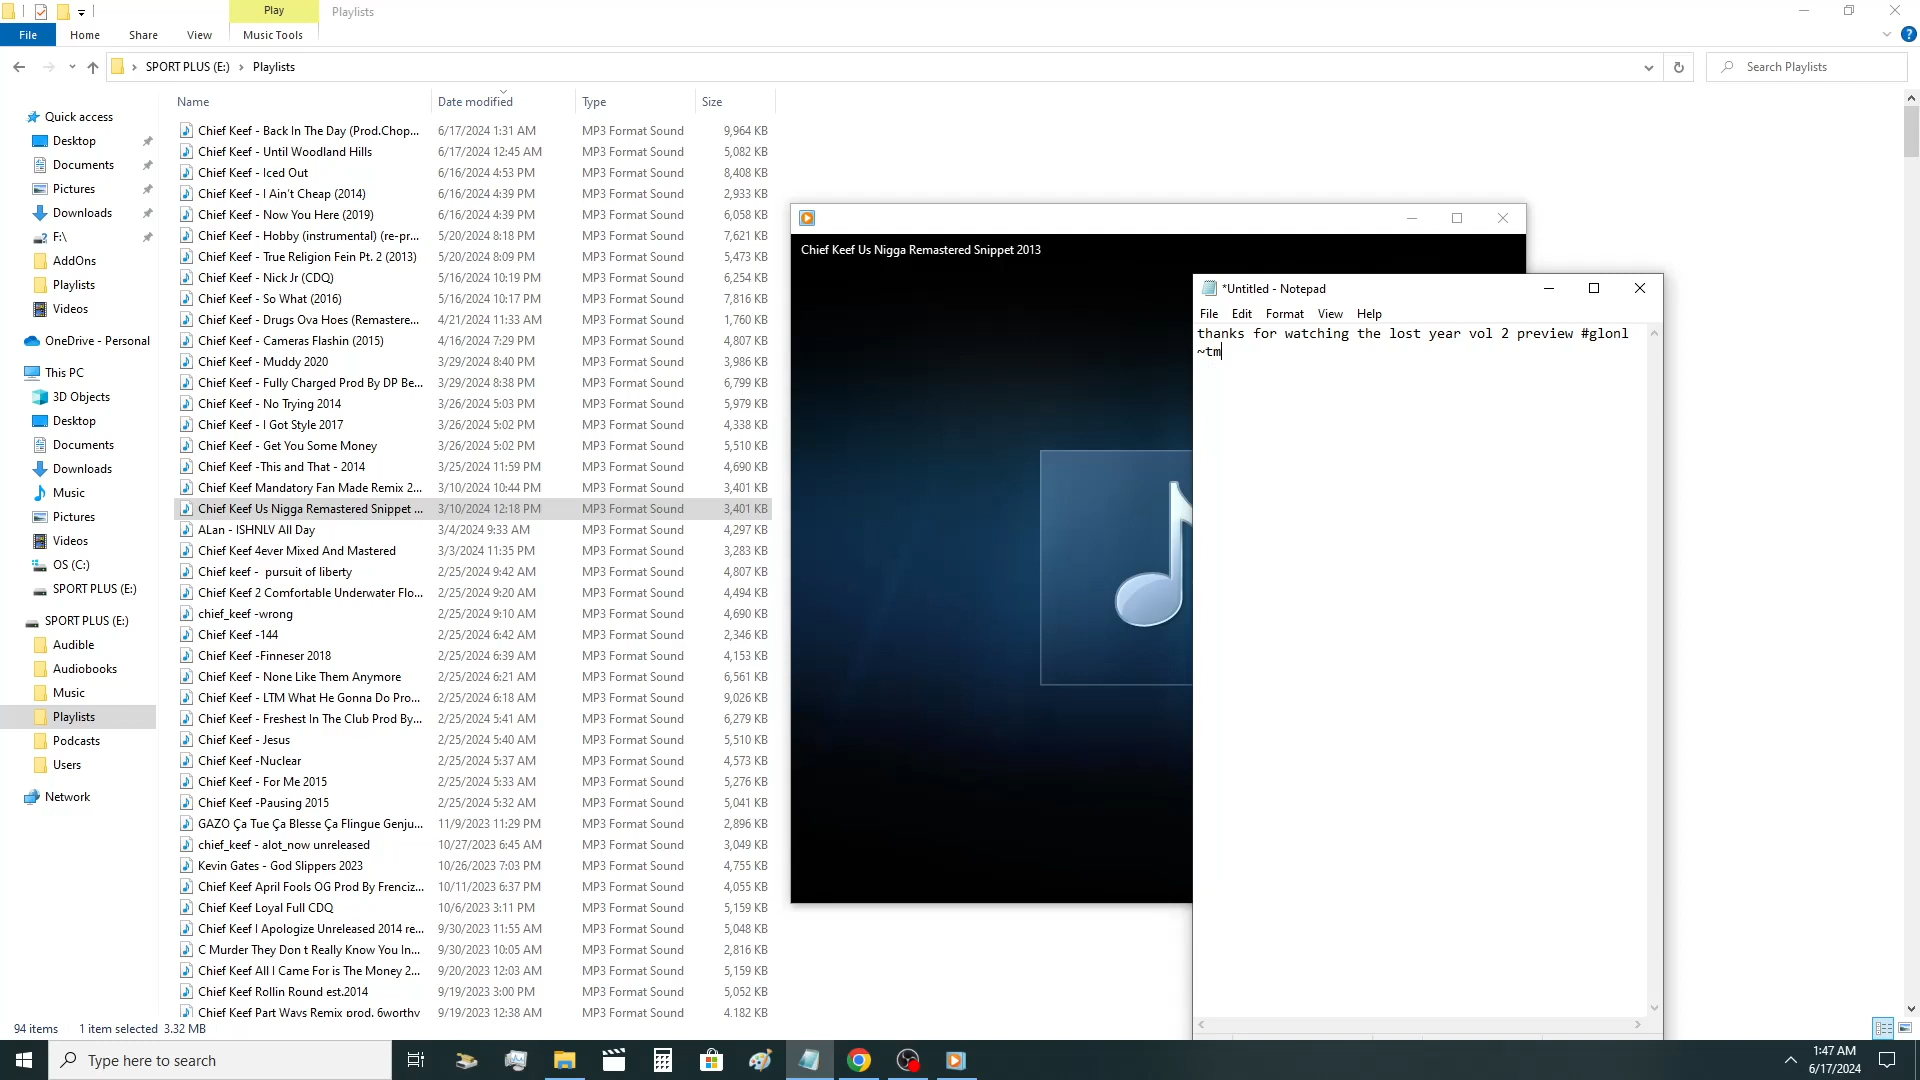 Play
Playlists
File
Home
Share
View
Music Tools
SPORT PLUS (E:) › Playlists
Search Playlists
Name
Date modified
Type
Size
Quick access
Desktop
Documents
Pictures
Downloads
F:\
AddOns
Playlists
Videos
OneDrive - Personal
This PC
3D Objects
Desktop
Documents
Downloads
Music
Pictures
Videos
OS (C:)
SPORT PLUS (E:)
SPORT PLUS (E:)
Audible
Audiobooks
Music
Playlists
Podcasts
Users
Network
Chief Keef - Back In The Day (Prod.Chop... 6/17/2024 1:31 AM MP3 Format Sound 9,964 KB
Chief Keef - Until Woodland Hills 6/17/2024 12:45 AM MP3 Format Sound 5,082 KB
Chief Keef - Iced Out 6/16/2024 4:53 PM MP3 Format Sound 8,408 KB
Chief Keef - I Ain't Cheap (2014) 6/16/2024 4:39 PM MP3 Format Sound 2,933 KB
Chief Keef - Now You Here (2019) 6/16/2024 4:39 PM MP3 Format Sound 6,058 KB
Chief Keef - Hobby (instrumental) (re-pr... 5/20/2024 8:18 PM MP3 Format Sound 7,621 KB
Chief Keef - True Religion Fein Pt. 2 (2013) 5/20/2024 8:09 PM MP3 Format Sound 5,473 KB
Chief Keef - Nick Jr (CDQ) 5/16/2024 10:19 PM MP3 Format Sound 6,254 KB
Chief Keef - So What (2016) 5/16/2024 10:17 PM MP3 Format Sound 7,816 KB
Chief Keef - Drugs Ova Hoes (Remastere... 4/21/2024 11:33 AM MP3 Format Sound 1,760 KB
Chief Keef - Cameras Flashin (2015) 4/16/2024 7:29 PM MP3 Format Sound 4,807 KB
Chief Keef - Muddy 2020 3/29/2024 8:40 PM MP3 Format Sound 3,986 KB
Chief Keef - Fully Charged Prod By DP Be... 3/29/2024 8:38 PM MP3 Format Sound 6,799 KB
Chief Keef - No Trying 2014 3/26/2024 5:03 PM MP3 Format Sound 5,979 KB
Chief Keef - I Got Style 2017 3/26/2024 5:02 PM MP3 Format Sound 4,338 KB
Chief Keef - Get You Some Money 3/26/2024 5:02 PM MP3 Format Sound 5,510 KB
Chief Keef -This and That - 2014 3/25/2024 11:59 PM MP3 Format Sound 4,690 KB
Chief Keef Mandatory Fan Made Remix 2... 3/10/2024 10:44 PM MP3 Format Sound 3,401 KB
Chief Keef Us Nigga Remastered Snippet ... 3/10/2024 12:18 PM MP3 Format Sound 3,401 KB
ALan - ISHNLV All Day 3/4/2024 9:33 AM MP3 Format Sound 4,297 KB
Chief Keef 4ever Mixed And Mastered 3/3/2024 11:35 PM MP3 Format Sound 3,283 KB
Chief keef - pursuit of liberty 2/25/2024 9:42 AM MP3 Format Sound 4,807 KB
Chief Keef 2 Comfortable Underwater Flo... 2/25/2024 9:20 AM MP3 Format Sound 4,494 KB
chief_keef -wrong 2/25/2024 9:10 AM MP3 Format Sound 4,690 KB
Chief Keef -144 2/25/2024 6:42 AM MP3 Format Sound 2,346 KB
Chief Keef -Finneser 2018 2/25/2024 6:39 AM MP3 Format Sound 4,153 KB
Chief Keef - None Like Them Anymore 2/25/2024 6:21 AM MP3 Format Sound 6,561 KB
Chief Keef - LTM What He Gonna Do Pro... 2/25/2024 6:18 AM MP3 Format Sound 9,026 KB
Chief Keef - Freshest In The Club Prod By... 2/25/2024 5:41 AM MP3 Format Sound 6,279 KB
Chief Keef - Jesus 2/25/2024 5:40 AM MP3 Format Sound 5,510 KB
Chief Keef -Nuclear 2/25/2024 5:37 AM MP3 Format Sound 4,573 KB
Chief Keef - For Me 2015 2/25/2024 5:33 AM MP3 Format Sound 5,276 KB
Chief Keef -Pausing 2015 2/25/2024 5:32 AM MP3 Format Sound 5,041 KB
GAZO Ça Tue Ça Blesse Ça Flingue Genju... 11/9/2023 11:29 PM MP3 Format Sound 2,896 KB
chief_keef - alot_now unreleased 10/27/2023 6:45 AM MP3 Format Sound 3,049 KB
Kevin Gates - God Slippers 2023 10/26/2023 7:03 PM MP3 Format Sound 4,755 KB
Chief Keef April Fools OG Prod By Frenciz... 10/11/2023 6:37 PM MP3 Format Sound 4,055 KB
Chief Keef Loyal Full CDQ 10/6/2023 3:11 PM MP3 Format Sound 5,159 KB
Chief Keef I Apologize Unreleased 2014 re... 9/30/2023 11:55 AM MP3 Format Sound 5,048 KB
C Murder They Don t Really Know You In... 9/30/2023 10:05 AM MP3 Format Sound 2,816 KB
Chief Keef All I Came For is The Money 2... 9/20/2023 12:03 AM MP3 Format Sound 5,159 KB
Chief Keef Rollin Round est.2014 9/19/2023 3:00 PM MP3 Format Sound 5,052 KB
Chief Keef Part Ways Remix prod. 6worthy 9/19/2023 12:38 AM MP3 Format Sound 4,182 KB
Chief Keef Us Nigga Remastered Snippet 2013
*Untitled - Notepad
File Edit Format View Help
thanks for watching the lost year vol 2 preview #glonl
~tm
94 items 1 item selected 3.32 MB
Type here to search
1:47 AM
6/17/2024